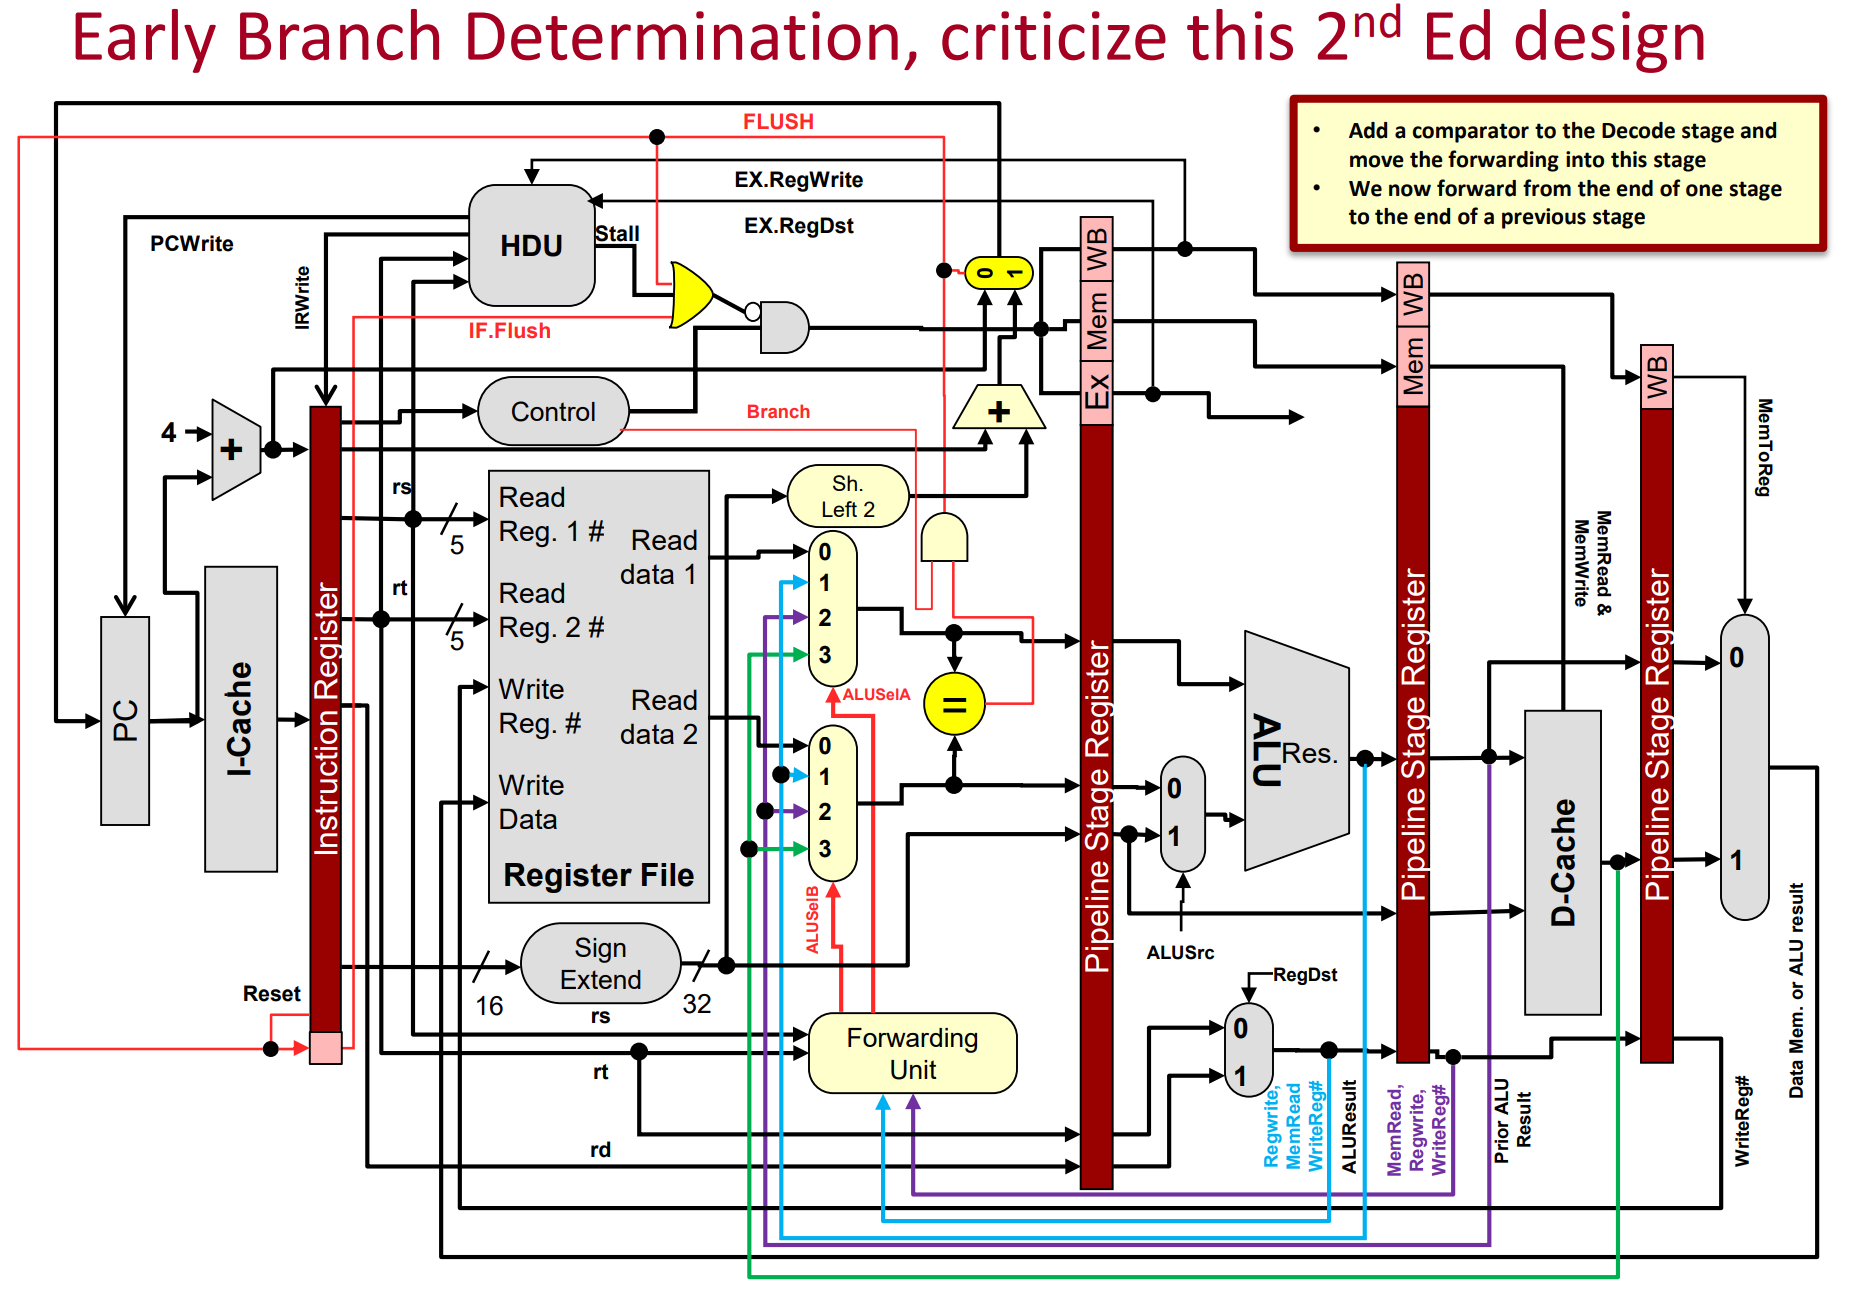 Early Branch Determination, criticize this 2nd Ed design
• Add a comparator to the Decode stage and
move the forwarding into this stage
• We now forward from the end of one stage
to the end of a previous stage
FLUSH
EX.RegWrite
EX.RegDst
PCWrite
HDU
Stall
IRWrite
IF.Flush
0
1
WB
Mem
Ex
WB
Mem
WB
Control
Branch
+
4
+
MemToReg
rs
5
rt
5
Read
Reg. 1 #
Read
data 1
Read
Reg. 2 #
Write
Reg. #
Read
data 2
Write
Data
Register File
Sh.
Left 2
0
1
2
3
ALUSelA
0
1
2
3
ALUSelB
=
PC
I-Cache
Instruction Register
Pipeline Stage Register
0
1
ALUSrc
ALU
Res.
Pipeline Stage Register
MemRead &
MemWrite
D-Cache
Pipeline Stage Register
0
1
Data Mem. or ALU result
16
Sign
Extend
32
Reset
rs
Forwarding
Unit
rt
rd
RegDst
0
1
Regwrite,
MemRead
WriteReg#
ALUResult
MemRead,
Regwrite,
WriteReg#
Prior ALU
Result
WriteReg#